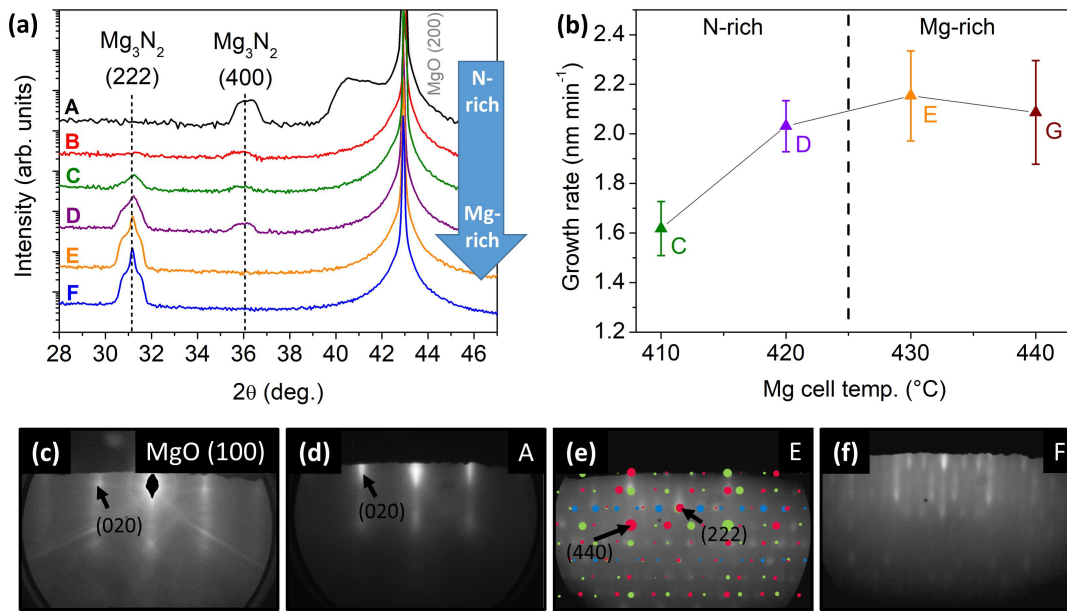 (a)
Mg₃N₂
(222)
Mg₃N₂
(400)
MgO (200)
N-
rich
Mg-
rich
A
B
C
D
E
F
Intensity (arb. units)
28 30 32 34 36 38 40 42 44 46
2θ (deg.)
(b)
N-rich
Mg-rich
2.4
2.2
2.0
1.8
1.6
1.4
1.2
Growth rate (nm min⁻¹)
C
D
E
G
410 420 430 440
Mg cell temp. (°C)
(c) MgO (100)
(020)
(d) A
(020)
(e) E
(440)
(222)
(f) F